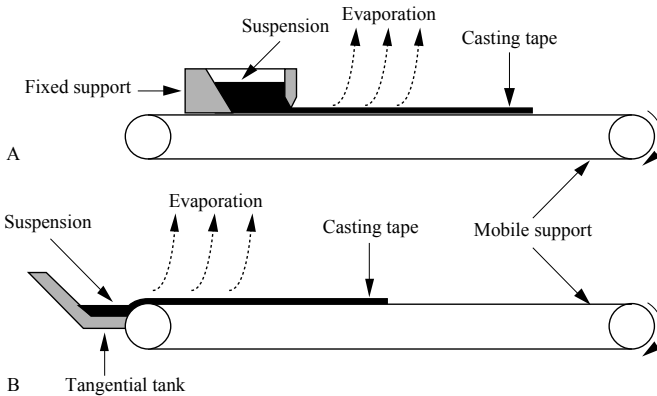 Evaporation
Suspension
Casting tape
Fixed support
A
Evaporation
Suspension
Casting tape
Mobile support
B
Tangential tank